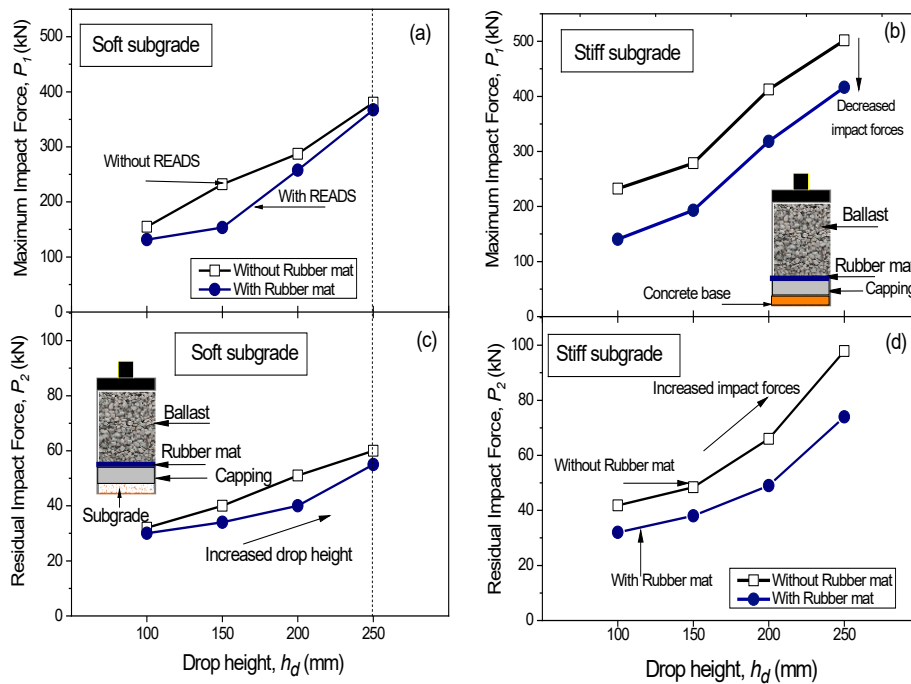 Soft subgrade
(a)
Maximum Impact Force, P1 (kN)
500
400
300
200
100
0
Without READS
With READS
Without Rubber mat
With Rubber mat
Stiff subgrade
(b)
Maximum Impact Force, P1 (kN)
500
400
300
200
100
0
Decreased
impact forces
Ballast
Rubber mat
Capping
Concrete base
Soft subgrade
(c)
Residual Impact Force, P2 (kN)
100
80
60
40
20
0
Ballast
Rubber mat
Capping
Subgrade
Increased drop height
100
150
200
250
Drop height, hd (mm)
Stiff subgrade
(d)
Residual Impact Force, P2 (kN)
100
80
60
40
20
0
Increased impact forces
Without Rubber mat
With Rubber mat
Without Rubber mat
With Rubber mat
100
150
200
250
Drop height, hd (mm)